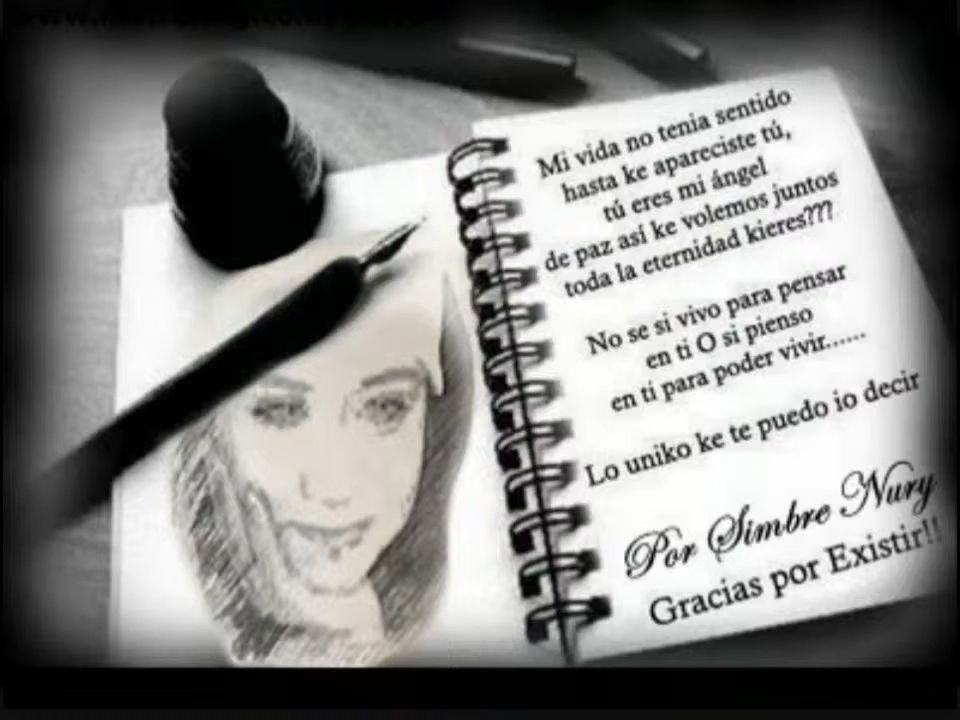 Mi vida no tenia sentido
hasta ke apareciste tú,
tú eres mi ángel
de paz así ke volemos juntos
toda la eternidad kieres???
No se si vivo para pensar
en ti O si pienso
en ti para poder vivir......
Lo uniko ke te puedo io decir
Por Simbre Nury
Gracias por Existir!!